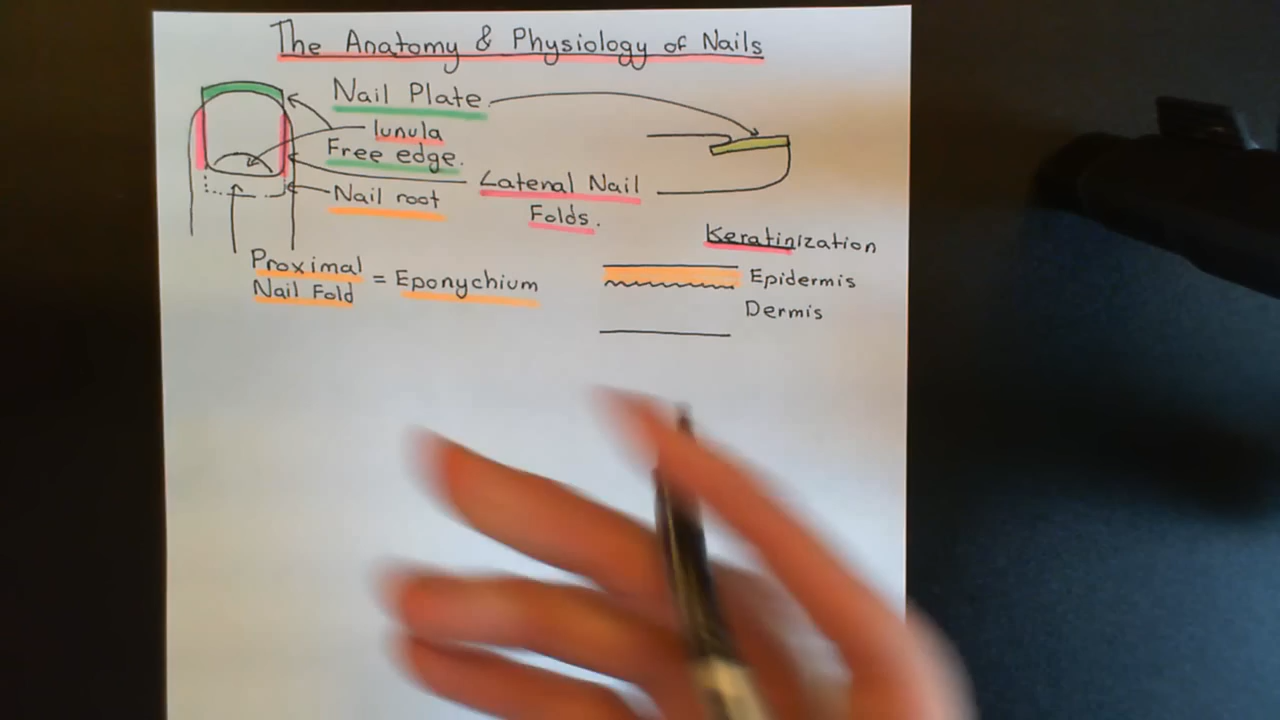 The Anatomy & Physiology of Nails
Nail Plate.
lunula
Free edge.
Lateral Nail
Folds.
Nail root
Proximal
Nail Fold
= Eponychium
Keratinization
Epidermis
Dermis